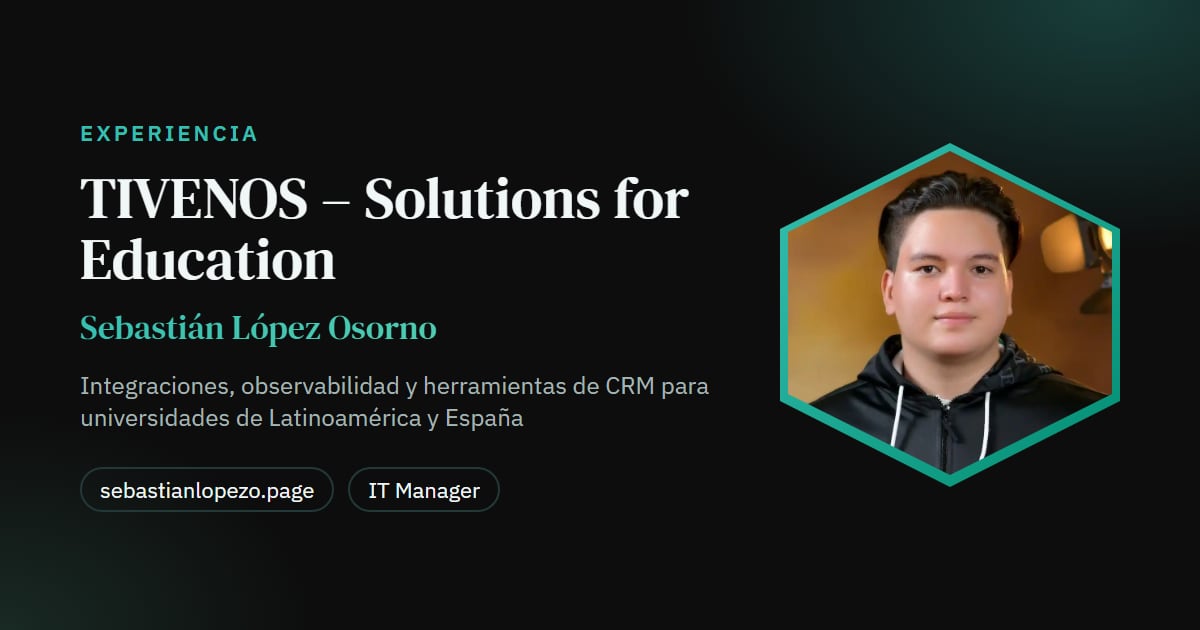 EXPERIENCIA
TIVENOS – Solutions for
Education
Sebastián López Osorno
Integraciones, observabilidad y herramientas de CRM para
universidades de Latinoamérica y España
sebastianlopezo.page
IT Manager